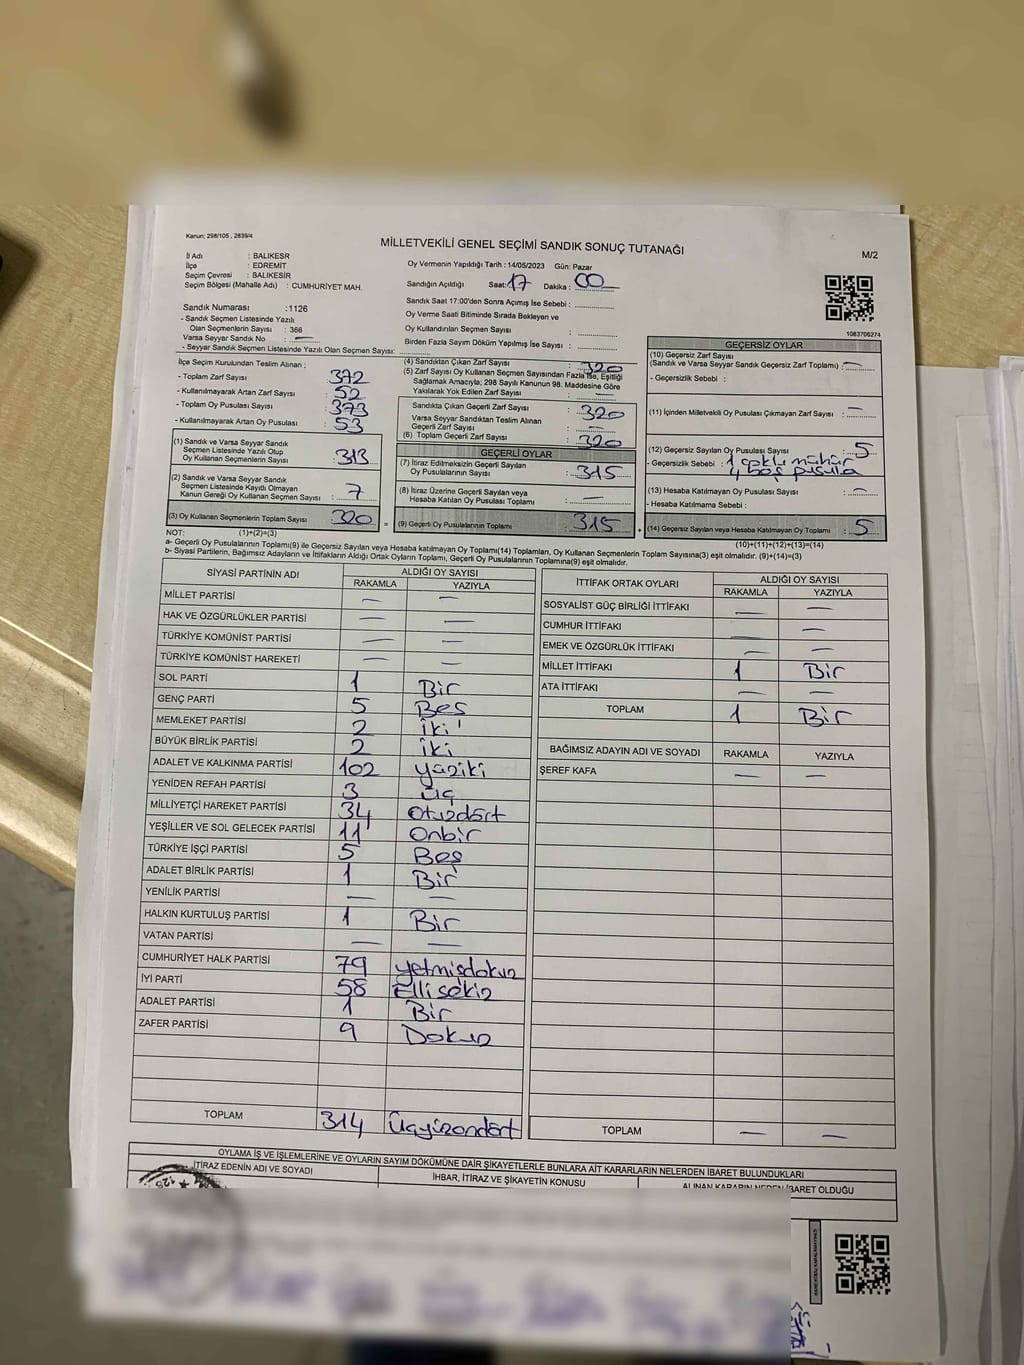 Kanun; 298/105 , 2839/4
MİLLETVEKİLİ GENEL SEÇİMİ SANDIK SONUÇ TUTANAĞI
M/2
İl Adı : BALIKESR
İlçe : EDREMİT
Seçim Çevresi : BALIKESİR
Seçim Bölgesi (Mahalle Adı) : CUMHURİYET MAH.
Oy Vermenin Yapıldığı Tarih : 14/05/2023 Gün: Pazar
Sandığın Açıldığı Saat: 17 Dakika : 00
Sandık Saat 17:00'den Sonra Açımış İse Sebebi :
Oy Verme Saati Bitiminde Sırada Bekleyen ve
Oy Kullandırılan Seçmen Sayısı :
Birden Fazla Sayım Döküm Yapılmış İse Sayısı :
1083706274
Sandık Numarası :1126
- Sandık Seçmen Listesinde Yazılı
Olan Seçmenlerin Sayısı : 366
Varsa Seyyar Sandık No : —
- Seyyar Sandık Seçmen Listesinde Yazılı Olan Seçmen Sayısı:
İlçe Seçim Kurulundan Teslim Alınan ;
- Toplam Zarf Sayısı : 372
- Kullanılmayarak Artan Zarf Sayısı : 52
- Toplam Oy Pusulası Sayısı : 373
- Kullanılmayarak Artan Oy Pusulası : 53
(1) Sandık ve Varsa Seyyar Sandık
Seçmen Listesinde Yazılı Olup
Oy Kullanan Seçmenlerin Sayısı : 313
(2) Sandık ve Varsa Seyyar Sandık
Seçmen Listesinde Kayıtlı Olmayan
Kanun Gereği Oy Kullanan Seçmen Sayısı : 7
(3) Oy Kullanan Seçmenlerin Toplam Sayısı : 320
(4) Sandıktan Çıkan Zarf Sayısı : 320
(5) Zarf Sayısı Oy Kullanan Seçmen Sayısından Fazla İse, Eşitliği
Sağlamak Amacıyla; 298 Sayılı Kanunun 98. Maddesine Göre
Yakılarak Yok Edilen Zarf Sayısı :
Sandıkta Çıkan Geçerli Zarf Sayısı : 320
Varsa Seyyar Sandıktan Teslim Alınan
Geçerli Zarf Sayısı : —
(6) Toplam Geçerli Zarf Sayısı : 320
GEÇERLİ OYLAR
(7) İtiraz Edilmeksizin Geçerli Sayılan
Oy Pusulalarının Sayısı : 315
(8) İtiraz Üzerine Geçerli Sayılan veya
Hesaba Katılan Oy Pusulası Toplamı : —
= (9) Geçerli Oy Pusulalarının Toplamı : 315 +
GEÇERSİZ OYLAR
(10) Geçersiz Zarf Sayısı
(Sandık ve Varsa Seyyar Sandık Geçersiz Zarf Toplamı) : —
- Geçersizlik Sebebi :
(11) İçinden Milletvekili Oy Pusulası Çıkmayan Zarf Sayısı : —
(12) Geçersiz Sayılan Oy Pusulası Sayısı : 5
- Geçersizlik Sebebi : 1 çoklu mühür
4 boş pusula
(13) Hesaba Katılmayan Oy Pusulası Sayısı : —
- Hesaba Katılmama Sebebi :
(14) Geçersiz Sayılan veya Hesaba Katılmayan Oy Toplamı : 5
NOT: (1)+(2)=(3)
(10)+(11)+(12)+(13)=(14)
a- Geçerli Oy Pusulalarının Toplamı(9) ile Geçersiz Sayılan veya Hesaba katılmayan Oy Toplamı(14) Toplamları, Oy Kullanan Seçmenlerin Toplam Sayısına(3) eşit olmalıdır. (9)+(14)=(3)
b- Siyasi Partilerin, Bağımsız Adayların ve İttifakların Aldığı Ortak Oyların Toplamı, Geçerli Oy Pusulalarının Toplamına(9) eşit olmalıdır.
SİYASİ PARTİNİN ADI ALDIĞI OY SAYISI
RAKAMLA YAZIYLA
MİLLET PARTİSİ — —
HAK VE ÖZGÜRLÜKLER PARTİSİ — —
TÜRKİYE KOMÜNİST PARTİSİ — —
TÜRKİYE KOMÜNİST HAREKETİ — —
SOL PARTİ 1 Bir
GENÇ PARTİ 5 Beş
MEMLEKET PARTİSİ 2 İki
BÜYÜK BİRLİK PARTİSİ 2 iki
ADALET VE KALKINMA PARTİSİ 102 yüziki
YENİDEN REFAH PARTİSİ 3 üç
MİLLİYETÇİ HAREKET PARTİSİ 34 Otuzdört
YEŞİLLER VE SOL GELECEK PARTİSİ 11 Onbir
TÜRKİYE İŞÇİ PARTİSİ 5 Beş
ADALET BİRLİK PARTİSİ 1 Bir
YENİLİK PARTİSİ — —
HALKIN KURTULUŞ PARTİSİ 1 Bir
VATAN PARTİSİ — —
CUMHURİYET HALK PARTİSİ 79 yetmişdokuz
İYİ PARTİ 58 Ellisekiz
ADALET PARTİSİ 1 Bir
ZAFER PARTİSİ 9 Dokuz
TOPLAM 314 Üçyüzondört
İTTİFAK ORTAK OYLARI ALDIĞI OY SAYISI
RAKAMLA YAZIYLA
SOSYALİST GÜÇ BİRLİĞİ İTTİFAKI — —
CUMHUR İTTİFAKI — —
EMEK VE ÖZGÜRLÜK İTTİFAKI — —
MİLLET İTTİFAKI 1 Bir
ATA İTTİFAKI — —
TOPLAM 1 Bir
BAĞIMSIZ ADAYIN ADI VE SOYADI RAKAMLA YAZIYLA
ŞEREF KAFA — —
TOPLAM — —
OYLAMA İŞ VE İŞLEMLERİNE VE OYLARIN SAYIM DÖKÜMÜNE DAİR ŞİKAYETLERLE BUNLARA AİT KARARLARIN NELERDEN İBARET BULUNDUKLARI
İTİRAZ EDENİN ADI VE SOYADI
İHBAR, İTİRAZ VE ŞİKAYETİN KONUSU
ALINAN KARARIN NEDEN İBARET OLDUĞU